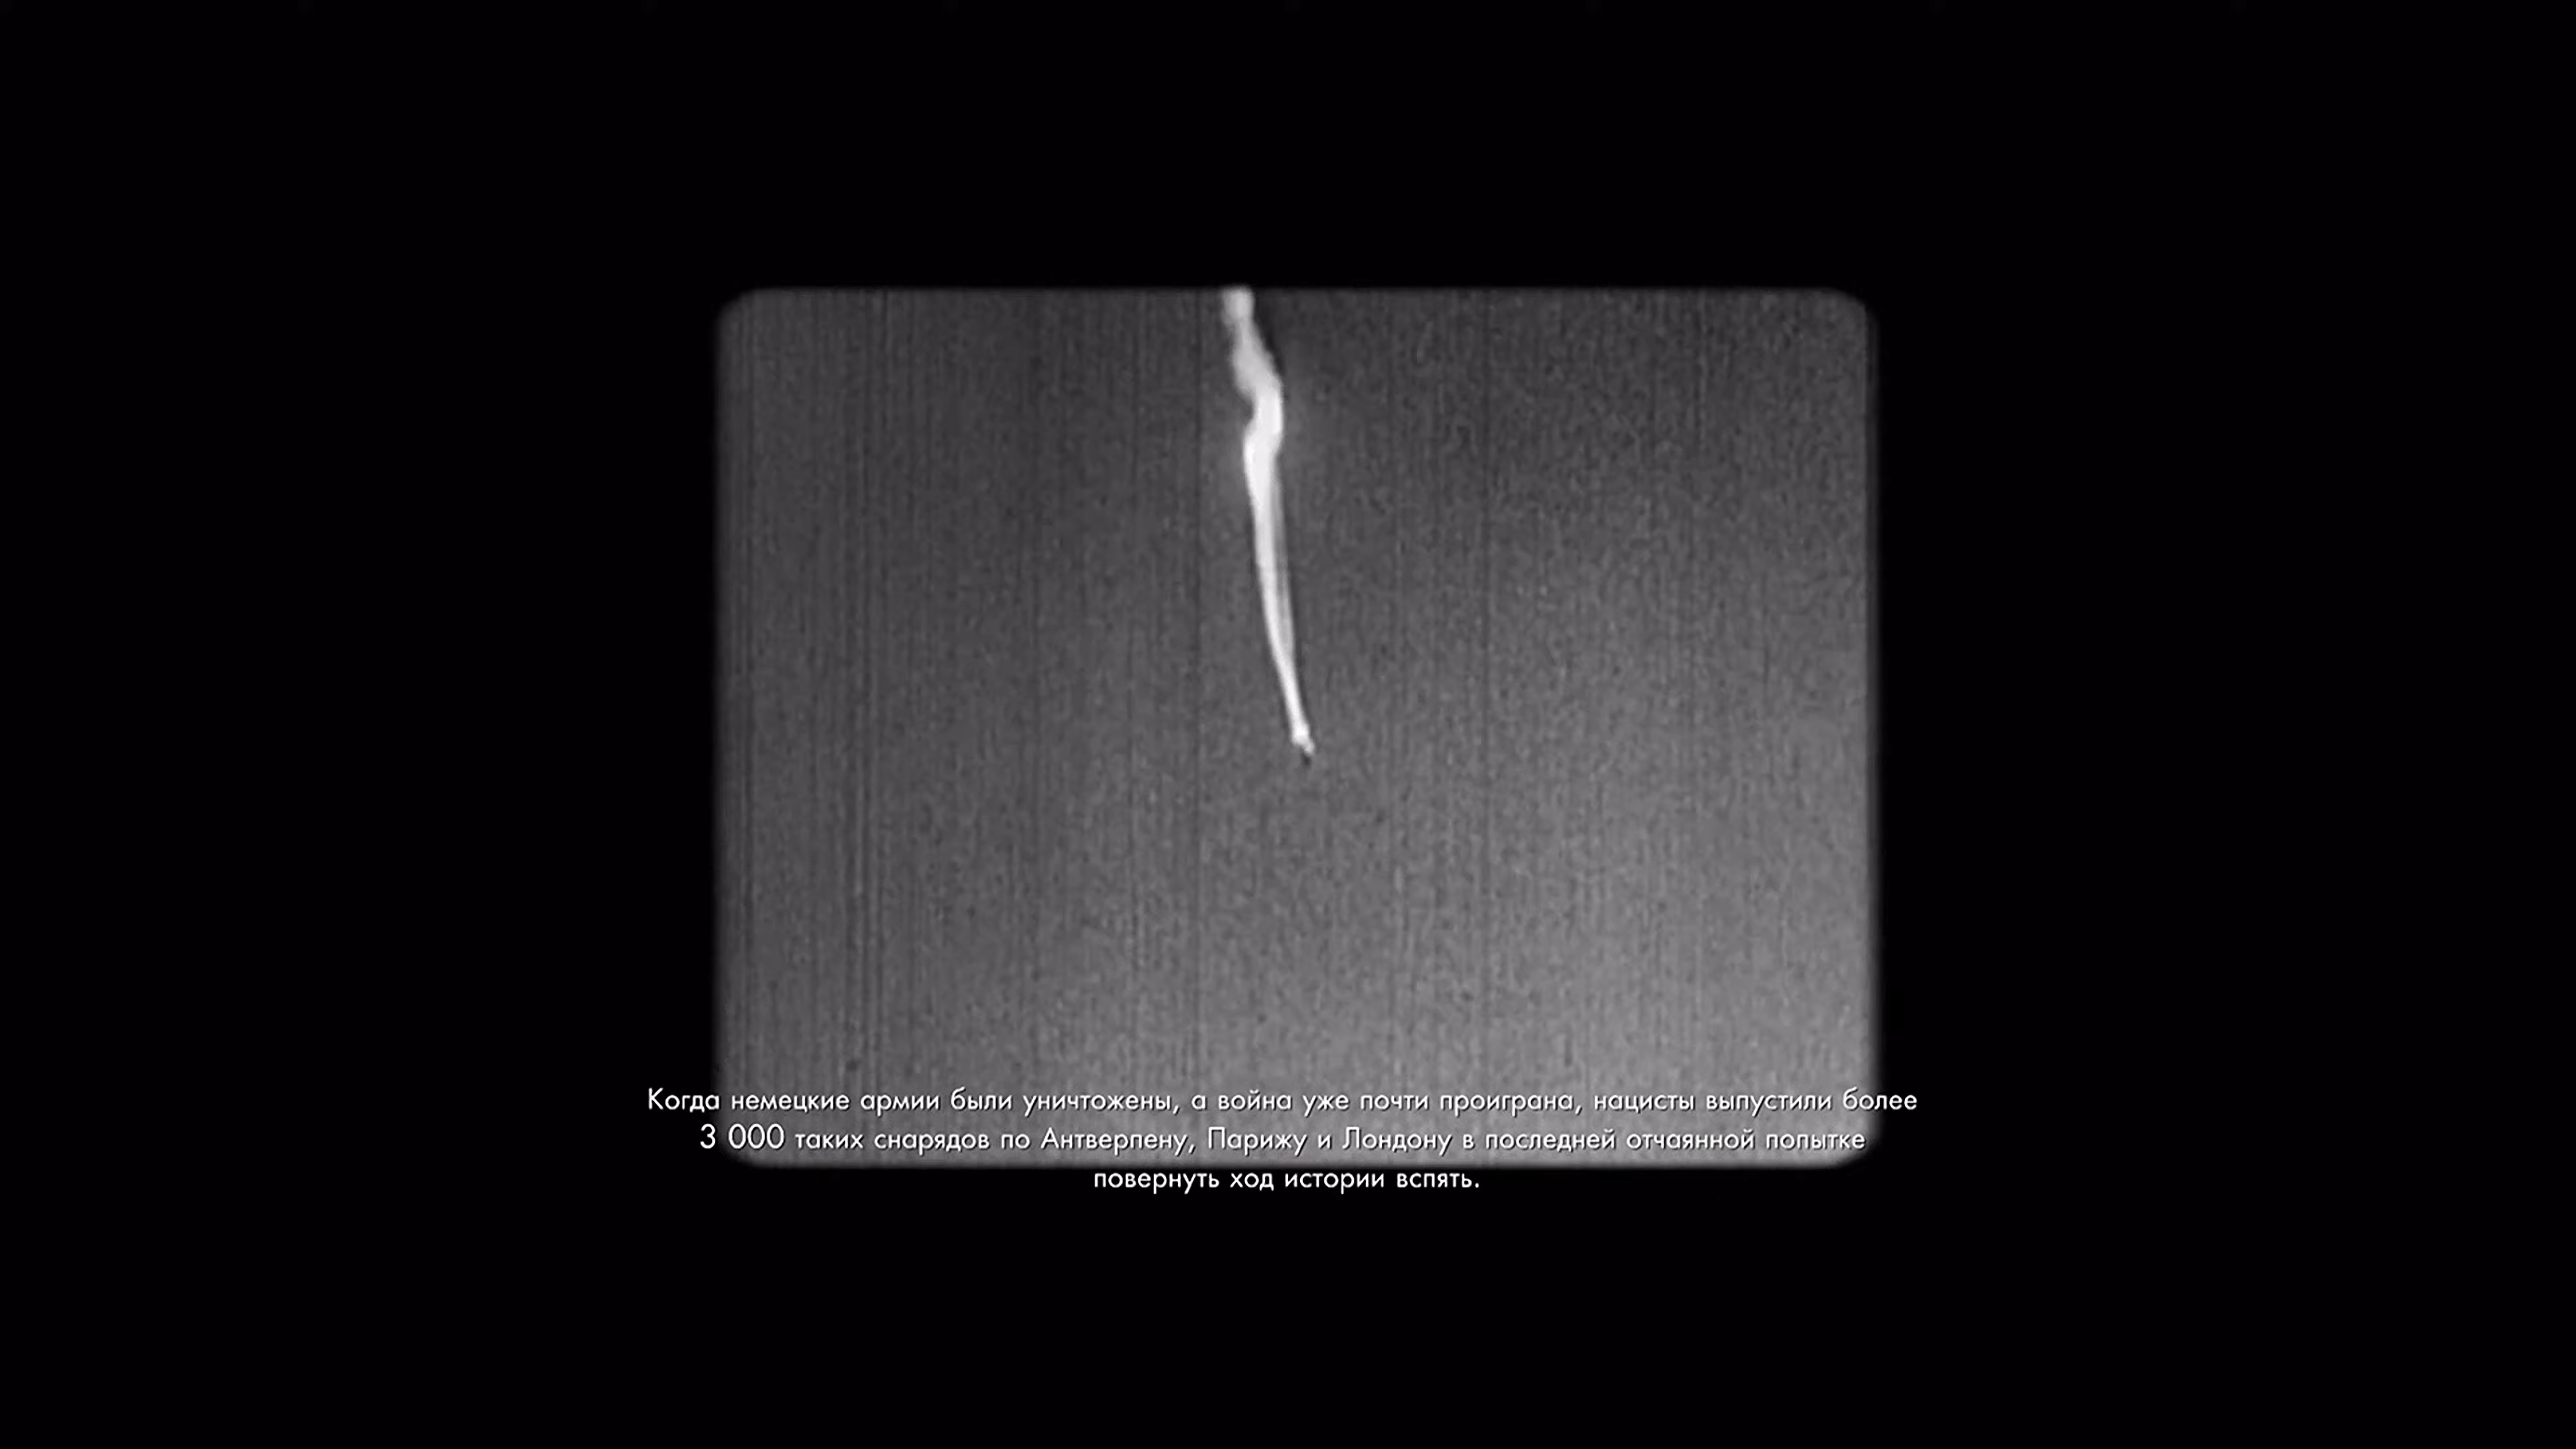 Когда немецкие армии были уничтожены, а война уже почти проиграна, нацисты выпустили более
3 000 таких снарядов по Антверпену, Парижу и Лондону в последней отчаянной попытке
повернуть ход истории вспять.